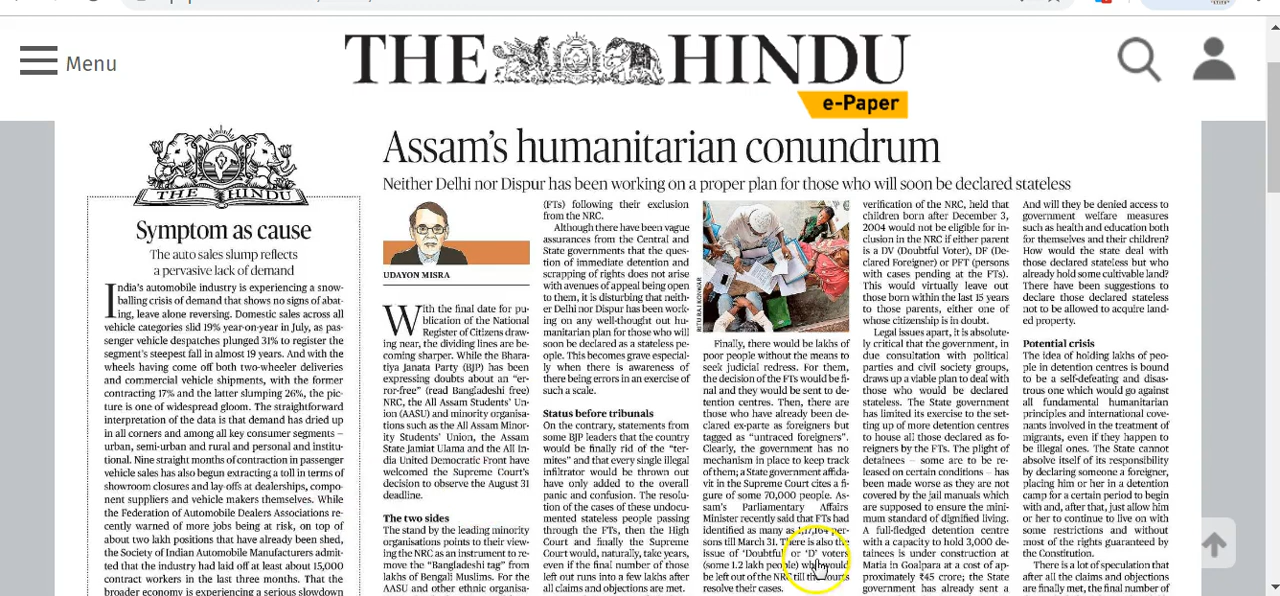 Menu
THE HINDU
e-Paper
THE HINDU
Symptom as cause
The auto sales slump reflects
a pervasive lack of demand
India's automobile industry is experiencing a snow-
balling crisis of demand that shows no signs of abat-
ing, leave alone reversing. Domestic sales across all
vehicle categories slid 19% year-on-year in July, as pas-
senger vehicle despatches plunged 31% to register the
segment's steepest fall in almost 19 years. And with the
wheels having come off both two-wheeler deliveries
and commercial vehicle shipments, with the former
contracting 17% and the latter slumping 26%, the pic-
ture is one of widespread gloom. The straightforward
interpretation of the data is that demand has dried up
in all corners and among all key consumer segments –
urban, semi-urban and rural and personal and institu-
tional. Nine straight months of contraction in passenger
vehicle sales has also begun extracting a toll in terms of
showroom closures and lay-offs at dealerships, compo-
nent suppliers and vehicle makers themselves. While
the Federation of Automobile Dealers Associations re-
cently warned of more jobs being at risk, on top of
about two lakh positions that have already been shed,
the Society of Indian Automobile Manufacturers admit-
ted that the industry had laid off at least about 15,000
contract workers in the last three months. That the
broader economy is experiencing a serious slowdown
Assam's humanitarian conundrum
Neither Delhi nor Dispur has been working on a proper plan for those who will soon be declared stateless
UDAYON MISRA
With the final date for pu-
blication of the National
Register of Citizens draw-
ing near, the dividing lines are be-
coming sharper. While the Bhara-
tiya Janata Party (BJP) has been
expressing doubts about an "er-
ror-free" (read Bangladeshi free)
NRC, the All Assam Students' Un-
ion (AASU) and minority organisa-
tions such as the All Assam Minor-
ity Students' Union, the Assam
State Jamiat Ulama and the All In-
dia United Democratic Front have
welcomed the Supreme Court's
decision to observe the August 31
deadline.
The two sides
The stand by the leading minority
organisations points to their view-
ing the NRC as an instrument to re-
move the "Bangladeshi tag" from
lakhs of Bengali Muslims. For the
AASU and other ethnic organisa-
(FTs) following their exclusion
from the NRC.
Although there have been vague
assurances from the Central and
State governments that the ques-
tion of immediate detention and
scrapping of rights does not arise
with avenues of appeal being open
to them, it is disturbing that neith-
er Delhi nor Dispur has been work-
ing on any well-thought out hu-
manitarian plan for those who will
soon be declared as a stateless peo-
ple. This becomes grave especial-
ly when there is awareness of
there being errors in an exercise of
such a scale.
Status before tribunals
On the contrary, statements from
some BJP leaders that the country
would be finally rid of the "ter-
mites" and that every single illegal
infiltrator would be thrown out
have only added to the overall
panic and confusion. The resolu-
tion of the cases of these undocu-
mented stateless people passing
through the FTs, then the High
Court and finally the Supreme
Court would, naturally, take years,
even if the final number of those
left out runs into a few lakhs after
all claims and objections are met.
RITU RAJ KONWAR
Finally, there would be lakhs of
poor people without the means to
seek judicial redress. For them,
the decision of the FTs would be fi-
nal and they would be sent to de-
tention centres. Then, there are
those who have already been de-
clared ex-parte as foreigners but
tagged as "untraced foreigners".
Clearly, the government has no
mechanism in place to keep track
of them; a State government affida-
vit in the Supreme Court cites a fi-
gure of some 70,000 people. As-
sam's Parliamentary Affairs
Minister recently said that FTs had
identified as many as 1,17,164 per-
sons till March 31. There is also the
issue of 'Doubtful' or 'D' voters
(some 1.2 lakh people) who would
be left out of the NRC till the courts
resolve their cases.
verification of the NRC, held that
children born after December 3,
2004 would not be eligible for in-
clusion in the NRC if either parent
is a DV (Doubtful Voter), DF (De-
clared Foreigner) or PFT (persons
with cases pending at the FTs).
This would virtually leave out
those born within the last 15 years
to those parents, either one of
whose citizenship is in doubt.
Legal issues apart, it is absolute-
ly critical that the government, in
due consultation with political
parties and civil society groups,
draws up a viable plan to deal with
those who would be declared
stateless. The State government
has limited its exercise to the set-
ting up of more detention centres
to house all those declared as fo-
reigners by the FTs. The plight of
detainees – some are to be re-
leased on certain conditions – has
been made worse as they are not
covered by the jail manuals which
are supposed to ensure the mini-
mum standard of dignified living.
A full-fledged detention centre
with a capacity to hold 3,000 de-
tainees is under construction at
Matia in Goalpara at a cost of ap-
proximately ₹45 crore; the State
government has already sent a
And will they be denied access to
government welfare measures
such as health and education both
for themselves and their children?
How would the state deal with
those declared stateless but who
already hold some cultivable land?
There have been suggestions to
declare those declared stateless
not to be allowed to acquire land-
ed property.
Potential crisis
The idea of holding lakhs of peo-
ple in detention centres is bound
to be a self-defeating and disas-
trous one which would go against
all fundamental humanitarian
principles and international cove-
nants involved in the treatment of
migrants, even if they happen to
be illegal ones. The State cannot
absolve itself of its responsibility
by declaring someone a foreigner,
placing him or her in a detention
camp for a certain period to begin
with and, after that, just allow him
or her to continue to live on with
some restrictions and without
most of the rights guaranteed by
the Constitution.
There is a lot of speculation that
after all the claims and objections
are finally met, the final number of